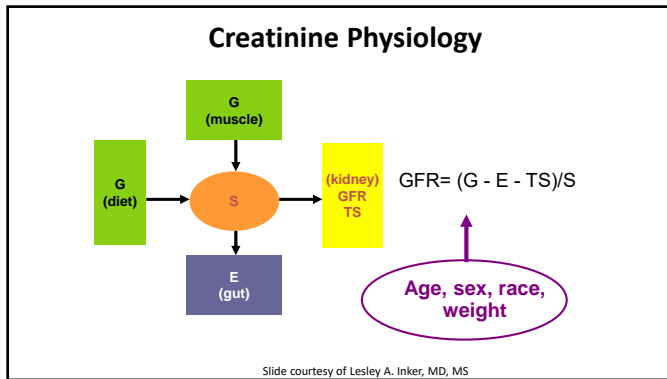 Creatinine Physiology
G
(muscle)
G
(diet)
S
(kidney)
GFR
TS
GFR= (G - E - TS)/S
E
(gut)
Age, sex, race,
weight
Slide courtesy of Lesley A. Inker, MD, MS